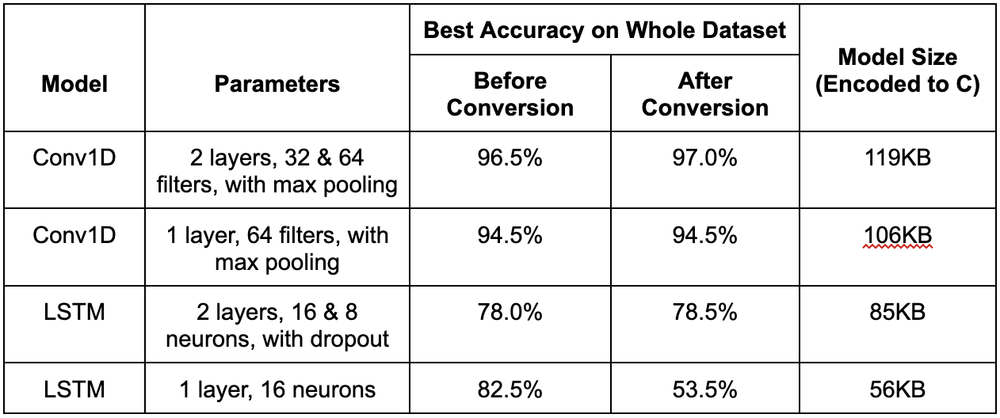 Model
Parameters
Best Accuracy on Whole Dataset
Before
Conversion
After
Conversion
Model Size
(Encoded to C)
Conv1D
2 layers, 32 & 64
filters, with max pooling
96.5%
97.0%
119KB
Conv1D
1 layer, 64 filters, with
max pooling
94.5%
94.5%
106KB
LSTM
2 layers, 16 & 8
neurons, with dropout
78.0%
78.5%
85KB
LSTM
1 layer, 16 neurons
82.5%
53.5%
56KB